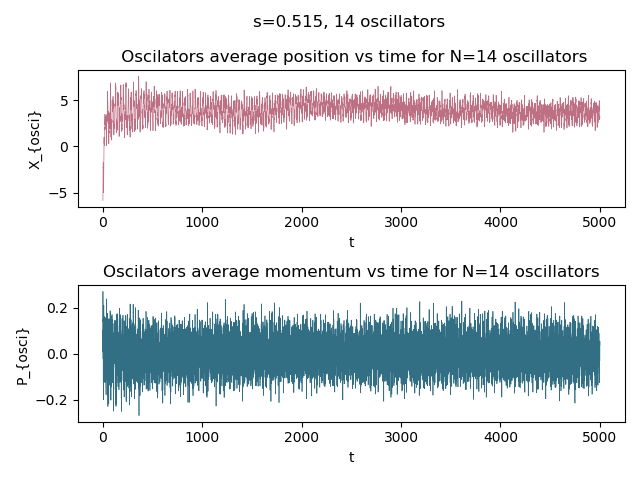 s=0.515, 14 oscillators
Oscilators average position vs time for N=14 oscillators
X_{osci}
5
0
−5
0 1000 2000 3000 4000 5000
t
Oscilators average momentum vs time for N=14 oscillators
P_{osci}
0.2
0.0
−0.2
0 1000 2000 3000 4000 5000
t